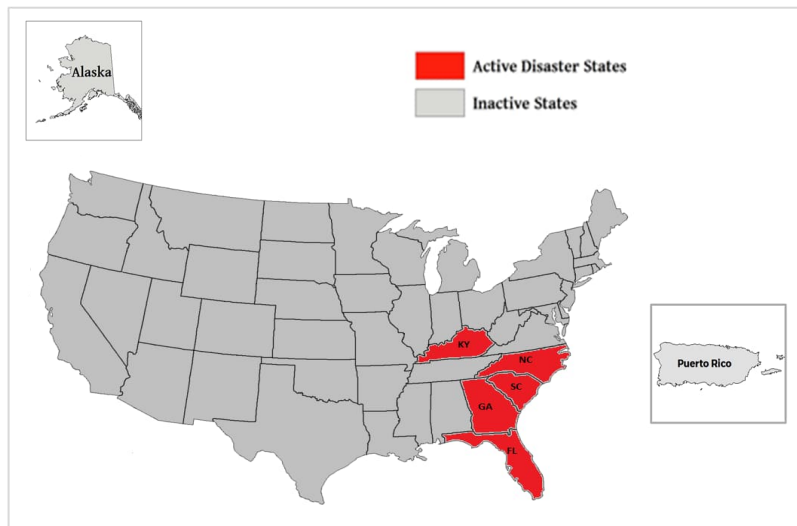 Alaska
Active Disaster States
Inactive States
KY
NC
SC
GA
FL
Puerto Rico